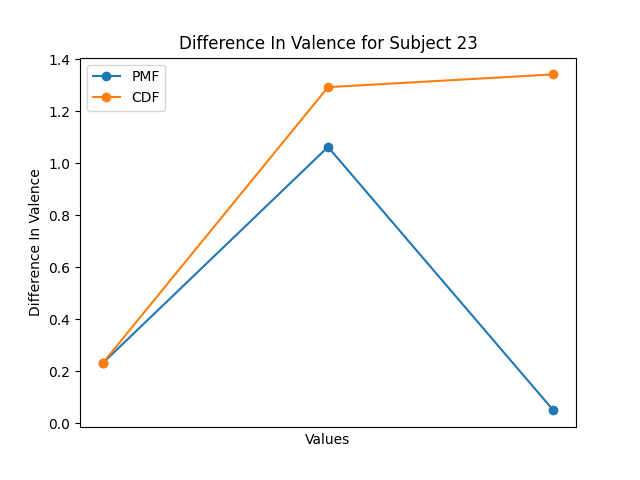 Difference In Valence for Subject 23
PMF
CDF
1.4
1.2
1.0
0.8
0.6
0.4
0.2
0.0
Difference In Valence
Values